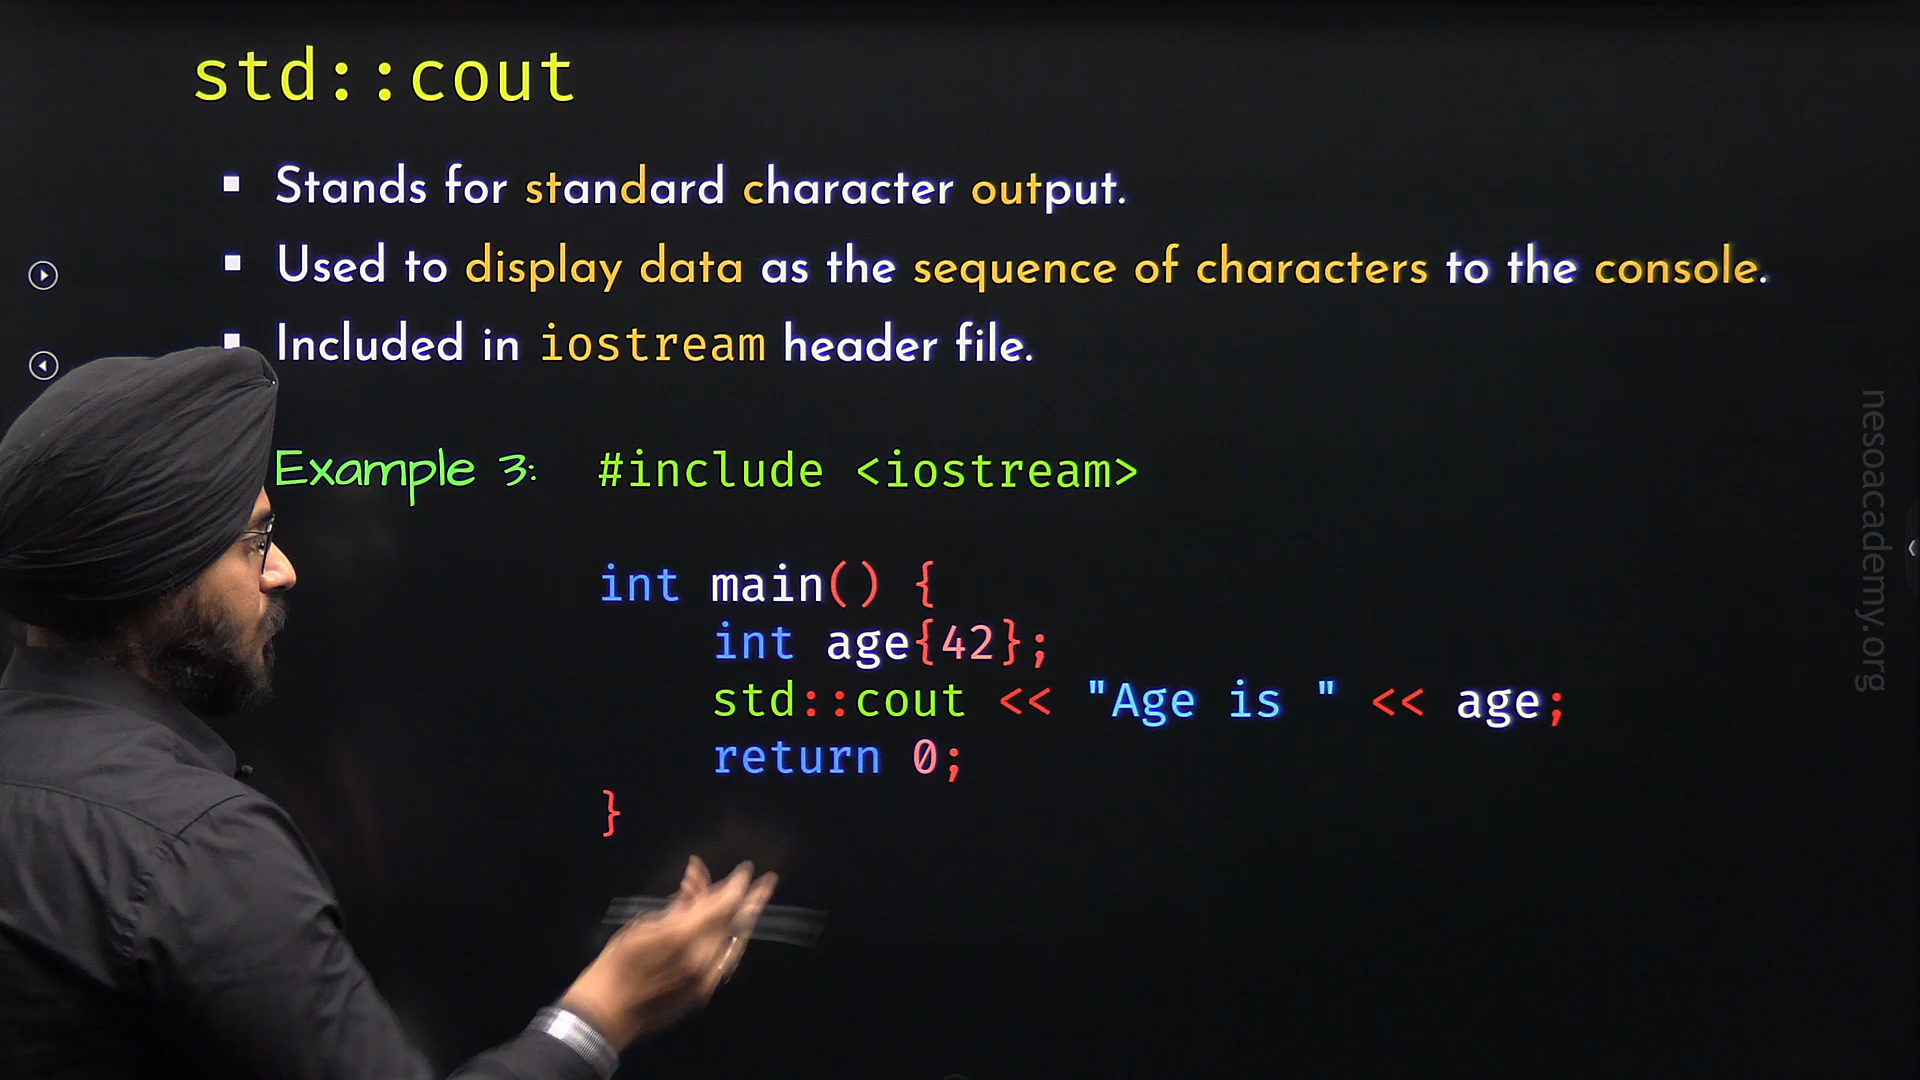 std::cout
▪ Stands for standard character output.
▪ Used to display data as the sequence of characters to the console.
▪ Included in iostream header file.
Example 3: #include <iostream>
int main() {
    int age{42};
    std::cout << "Age is " << age;
    return 0;
}
nesoacademy.org